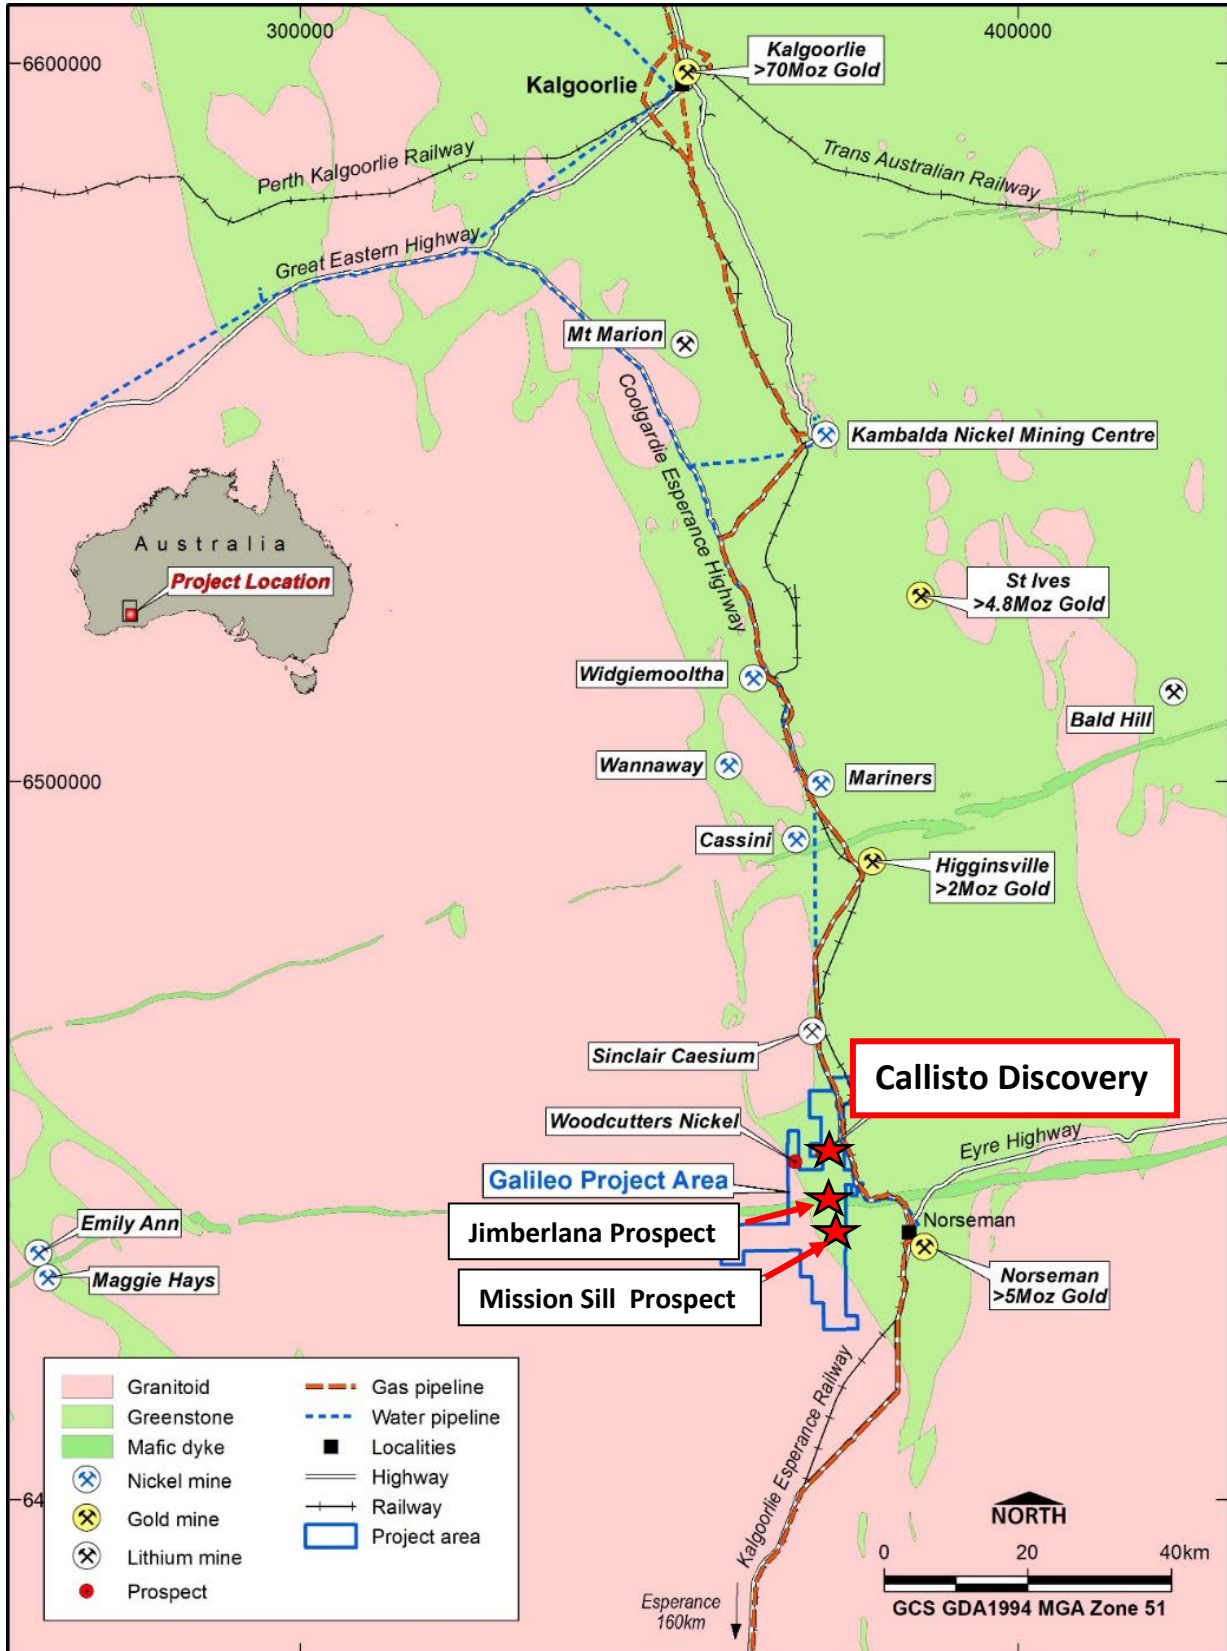 300000
400000
6600000
Kalgoorlie
>70Moz Gold
Kalgoorlie
Perth Kalgoorlie Railway
Trans Australian Railway
Great Eastern Highway
Mt Marion
Coolgardie Esperance Highway
Kambalda Nickel Mining Centre
Australia
Project Location
St Ives
>4.8Moz Gold
Widgiemooltha
Bald Hill
Wannaway
6500000
Mariners
Cassini
Higginsville
>2Moz Gold
Sinclair Caesium
Callisto Discovery
Woodcutters Nickel
Eyre Highway
Galileo Project Area
Emily Ann
Jimberlana Prospect
Norseman
Maggie Hays
Mission Sill Prospect
Norseman
>5Moz Gold
Granitoid
Greenstone
Mafic dyke
Nickel mine
Gold mine
Lithium mine
Prospect
Gas pipeline
Water pipeline
Localities
Highway
Railway
Project area
64
Kalgoorlie Esperance Railway
Esperance
160km
NORTH
0 20 40km
GCS GDA1994 MGA Zone 51